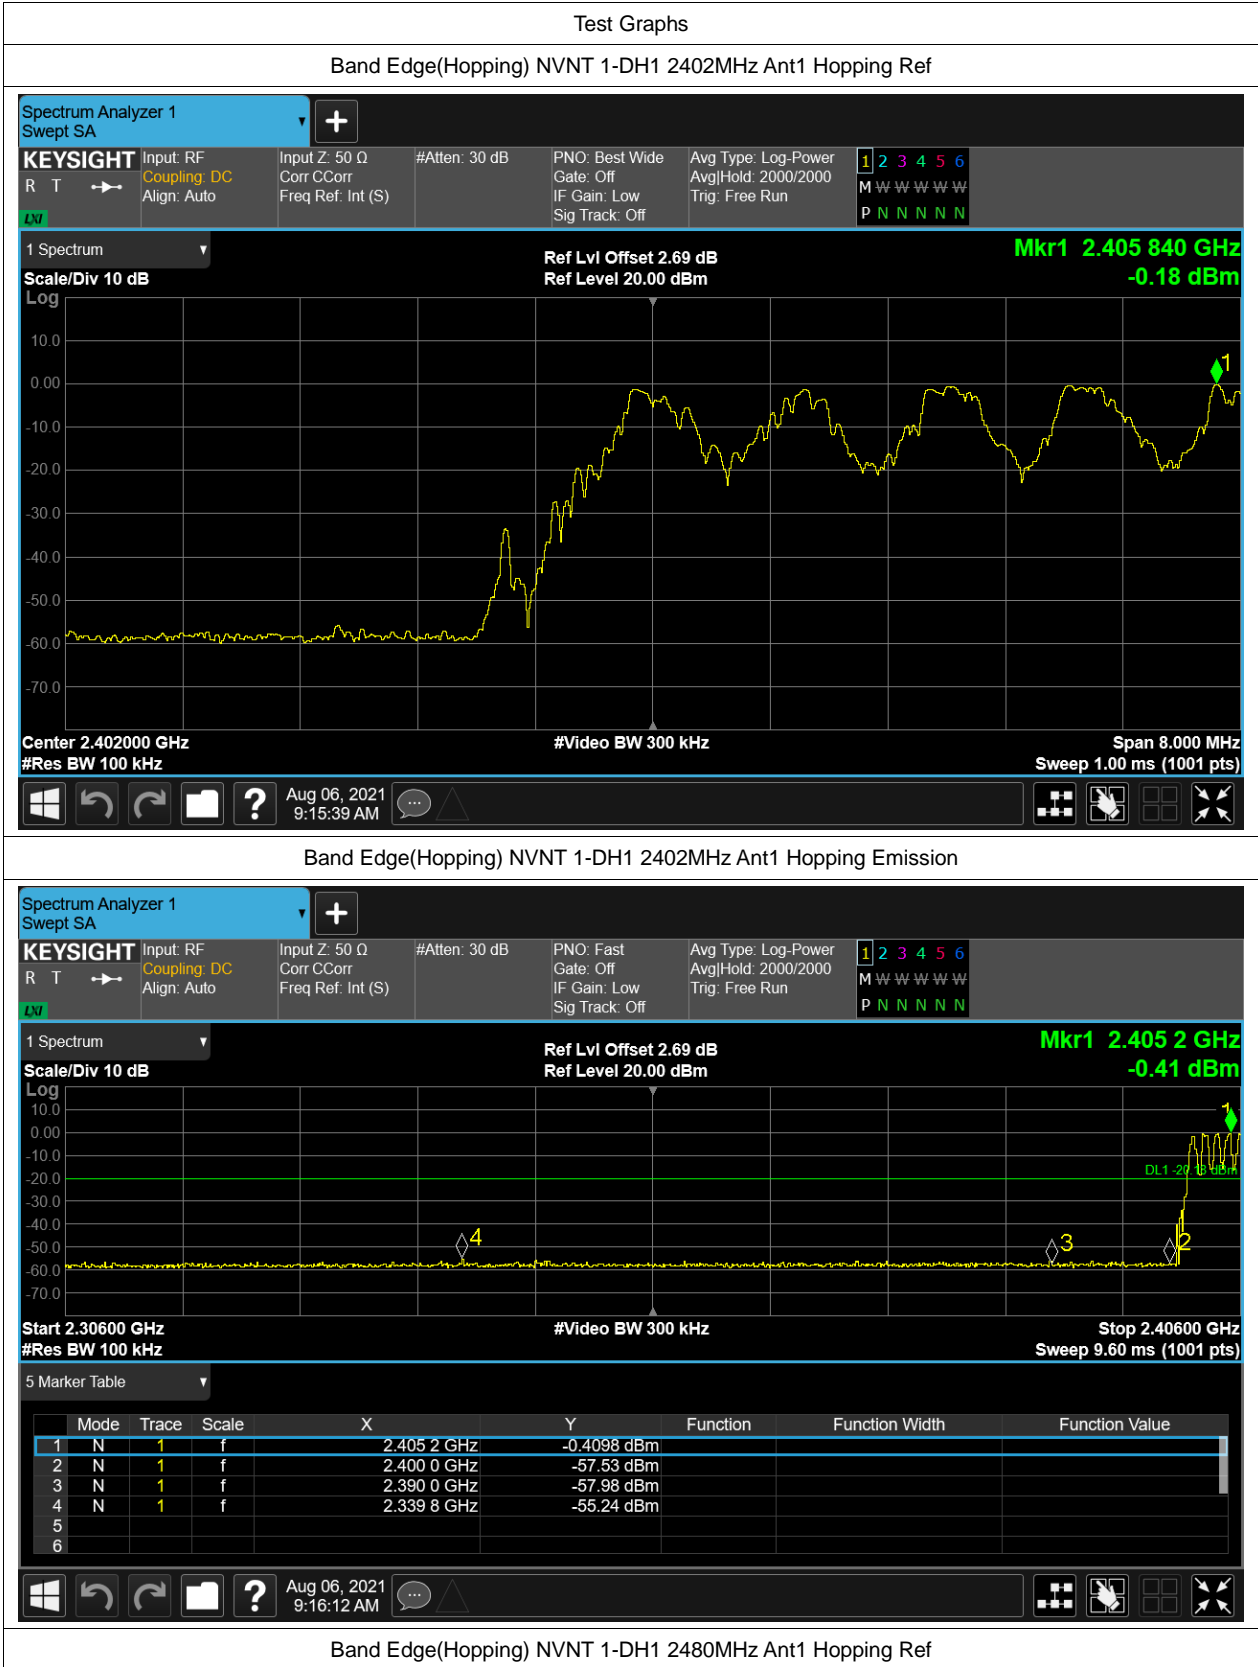 Test Graphs
Band Edge(Hopping) NVNT 1-DH1 2402MHz Ant1 Hopping Ref
Spectrum Analyzer 1
Swept SA
KEYSIGHT
R T
LXI
Input: RF
Coupling: DC
Align: Auto
Input Z: 50 Ω
Corr CCorr
Freq Ref: Int (S)
#Atten: 30 dB
PNO: Best Wide
Gate: Off
IF Gain: Low
Sig Track: Off
Avg Type: Log-Power
Avg|Hold: 2000/2000
Trig: Free Run
1 2 3 4 5 6
M W W W W W
P N N N N N
1 Spectrum
Scale/Div 10 dB
Ref Lvl Offset 2.69 dB
Ref Level 20.00 dBm
Mkr1 2.405 840 GHz
-0.18 dBm
Log
10.0
0.00
-10.0
-20.0
-30.0
-40.0
-50.0
-60.0
-70.0
1
Center 2.402000 GHz
#Res BW 100 kHz
#Video BW 300 kHz
Span 8.000 MHz
Sweep 1.00 ms (1001 pts)
Aug 06, 2021
9:15:39 AM
Band Edge(Hopping) NVNT 1-DH1 2402MHz Ant1 Hopping Emission
Spectrum Analyzer 1
Swept SA
KEYSIGHT
R T
LXI
Input: RF
Coupling: DC
Align: Auto
Input Z: 50 Ω
Corr CCorr
Freq Ref: Int (S)
#Atten: 30 dB
PNO: Fast
Gate: Off
IF Gain: Low
Sig Track: Off
Avg Type: Log-Power
Avg|Hold: 2000/2000
Trig: Free Run
1 2 3 4 5 6
M W W W W W
P N N N N N
1 Spectrum
Scale/Div 10 dB
Ref Lvl Offset 2.69 dB
Ref Level 20.00 dBm
Mkr1 2.405 2 GHz
-0.41 dBm
Log
10.0
0.00
-10.0
-20.0
-30.0
-40.0
-50.0
-60.0
-70.0
1
DL1 -20.18 dBm
4
3
2
Start 2.30600 GHz
#Res BW 100 kHz
#Video BW 300 kHz
Stop 2.40600 GHz
Sweep 9.60 ms (1001 pts)
5 Marker Table
Mode Trace Scale X Y Function Function Width Function Value
1 N 1 f 2.405 2 GHz -0.4098 dBm
2 N 1 f 2.400 0 GHz -57.53 dBm
3 N 1 f 2.390 0 GHz -57.98 dBm
4 N 1 f 2.339 8 GHz -55.24 dBm
5
6
Aug 06, 2021
9:16:12 AM
Band Edge(Hopping) NVNT 1-DH1 2480MHz Ant1 Hopping Ref